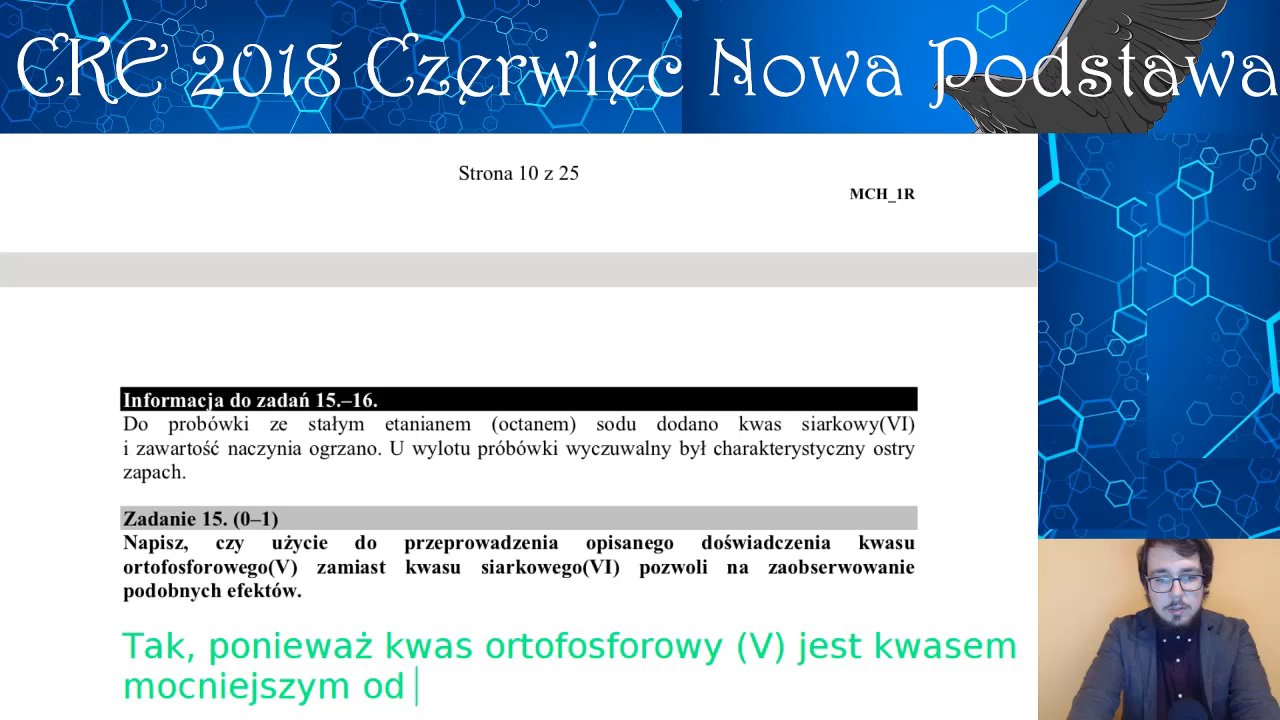 CKE 2018 Czerwięc Nowa Podstawa
Strona 10 z 25
MCH_1R
Informacja do zadań 15.–16.
Do probówki ze stałym etanianem (octanem) sodu dodano kwas siarkowy(VI)
i zawartość naczynia ogrzano. U wylotu próbówki wyczuwalny był charakterystyczny ostry
zapach.
Zadanie 15. (0–1)
Napisz, czy użycie do przeprowadzenia opisanego doświadczenia kwasu
ortofosforowego(V) zamiast kwasu siarkowego(VI) pozwoli na zaobserwowanie
podobnych efektów.
Tak, ponieważ kwas ortofosforowy (V) jest kwasem
mocniejszym od